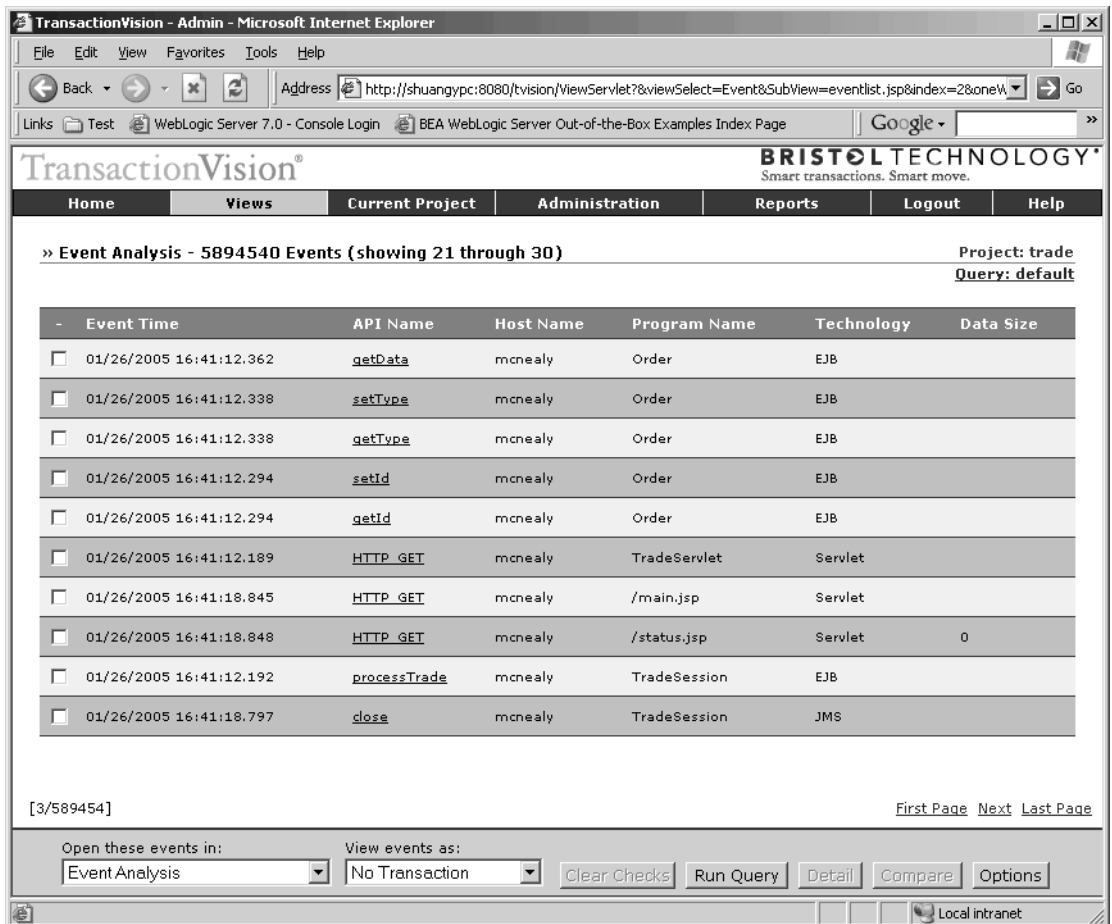 TransactionVision - Admin - Microsoft Internet Explorer
File Edit View Favorites Tools Help
Back Address http://shuangypc:8080/tvision/ViewServlet?&viewSelect=Event&SubView=eventlist.jsp&index=2&oneW Go
Links Test WebLogic Server 7.0 - Console Login BEA WebLogic Server Out-of-the-Box Examples Index Page Google
TransactionVision® BRISTOL TECHNOLOGY
Smart transactions. Smart move.
Home Views Current Project Administration Reports Logout Help
» Event Analysis - 5894540 Events (showing 21 through 30) Project: trade
Query: default
- Event Time API Name Host Name Program Name Technology Data Size
01/26/2005 16:41:12.362 getData mcnealy Order EJB
01/26/2005 16:41:12.338 setType mcnealy Order EJB
01/26/2005 16:41:12.338 getType mcnealy Order EJB
01/26/2005 16:41:12.294 setId mcnealy Order EJB
01/26/2005 16:41:12.294 getId mcnealy Order EJB
01/26/2005 16:41:12.189 HTTP_GET mcnealy TradeServlet Servlet
01/26/2005 16:41:18.845 HTTP_GET mcnealy /main.jsp Servlet
01/26/2005 16:41:18.848 HTTP_GET mcnealy /status.jsp Servlet 0
01/26/2005 16:41:12.192 processTrade mcnealy TradeSession EJB
01/26/2005 16:41:18.797 close mcnealy TradeSession JMS
[3/589454] First Page Next Last Page
Open these events in: View events as:
Event Analysis No Transaction Clear Checks Run Query Detail Compare Options
Local intranet